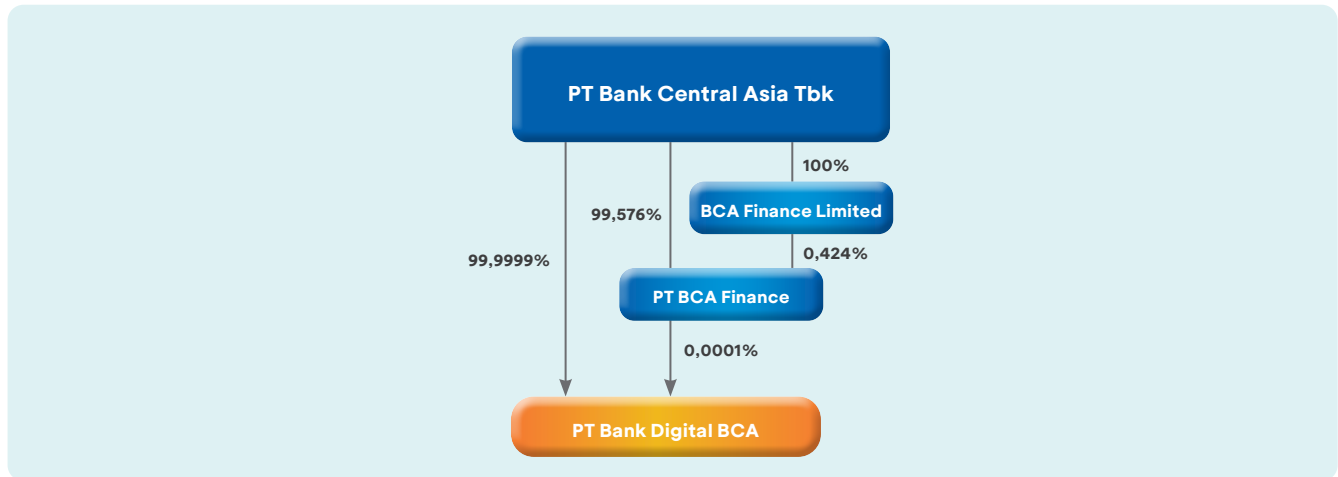 PT Bank Central Asia Tbk
100%
BCA Finance Limited
99,576%
0,424%
99,9999%
PT BCA Finance
0,0001%
PT Bank Digital BCA